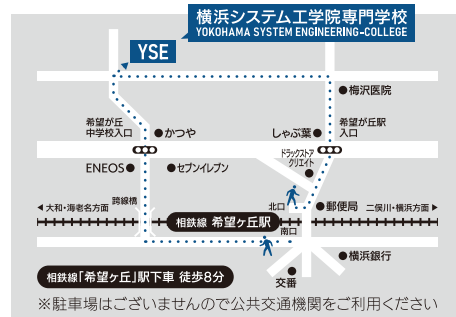 横浜システム工学院専門学校
YOKOHAMA SYSTEM ENGINEERING-COLLEGE
YSE
梅沢医院
希望が丘
中学校入口
かつや
しゃぶ葉
希望が丘駅
入口
ドラックストア
クリエイト
ENEOS
セブンイレブン
跨線橋
北口
郵便局
◀ 大和・海老名方面
二俣川・横浜方面 ▶
相鉄線 希望ヶ丘駅
南口
横浜銀行
交番
相鉄線「希望ヶ丘」駅下車 徒歩8分
※駐車場はございませんので公共交通機関をご利用ください